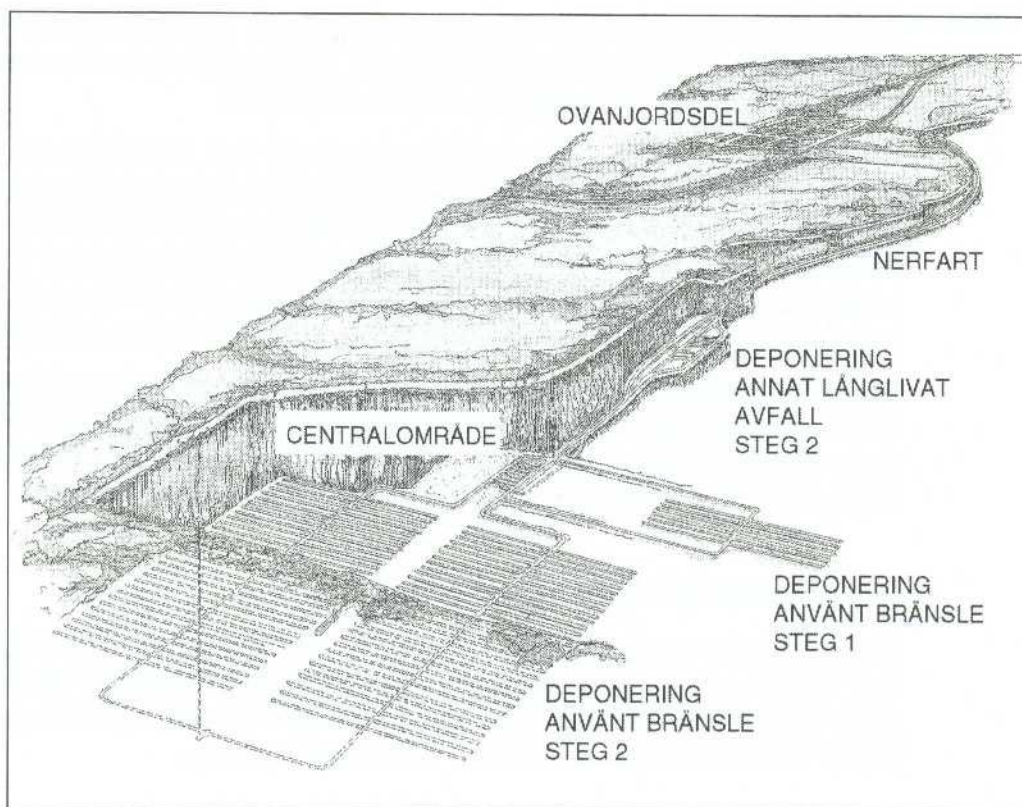 OVANJORDSDEL
NERFART
DEPONERING
ANNAT LÅNGLIVAT
AVFALL
STEG 2
CENTRALOMRÅDE
DEPONERING
ANVÄNT BRÄNSLE
STEG 1
DEPONERING
ANVÄNT BRÄNSLE
STEG 2